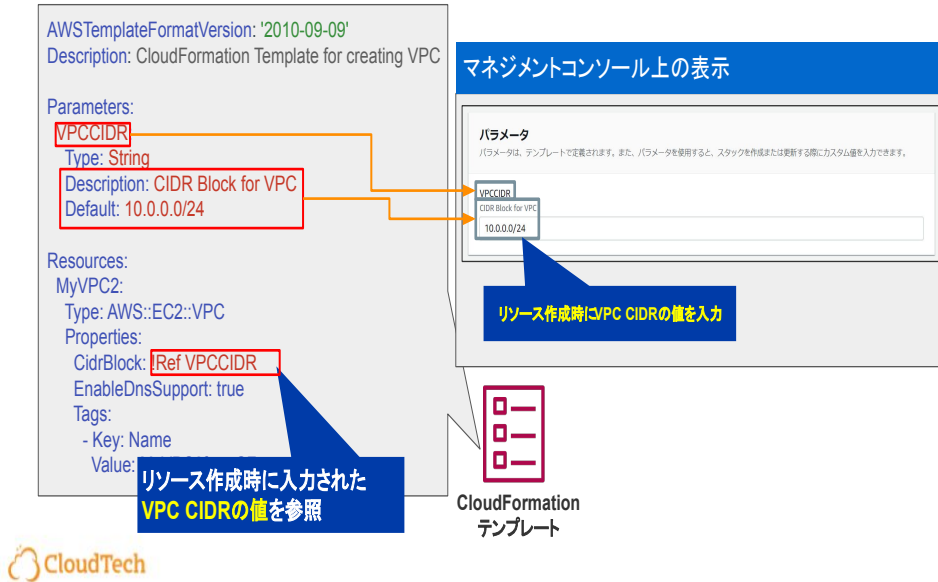 AWSTemplateFormatVersion: '2010-09-09'
Description: CloudFormation Template for creating VPC
Parameters:
VPCCIDR
Type: String
Description: CIDR Block for VPC
Default: 10.0.0.0/24
Resources:
MyVPC2:
Type: AWS::EC2::VPC
Properties:
CidrBlock: !Ref VPCCIDR
EnableDnsSupport: true
Tags:
- Key: Name
Value:
リソース作成時に入力された
VPC CIDRの値を参照
マネジメントコンソール上の表示
パラメータ
パラメータは、テンプレートで定義されます。また、パラメータを使用すると、スタックを作成または更新する際にカスタム値を入力できます。
VPCCIDR
CIDR Block for VPC
10.0.0.0/24
リソース作成時にVPC CIDRの値を入力
CloudFormation
テンプレート
CloudTech